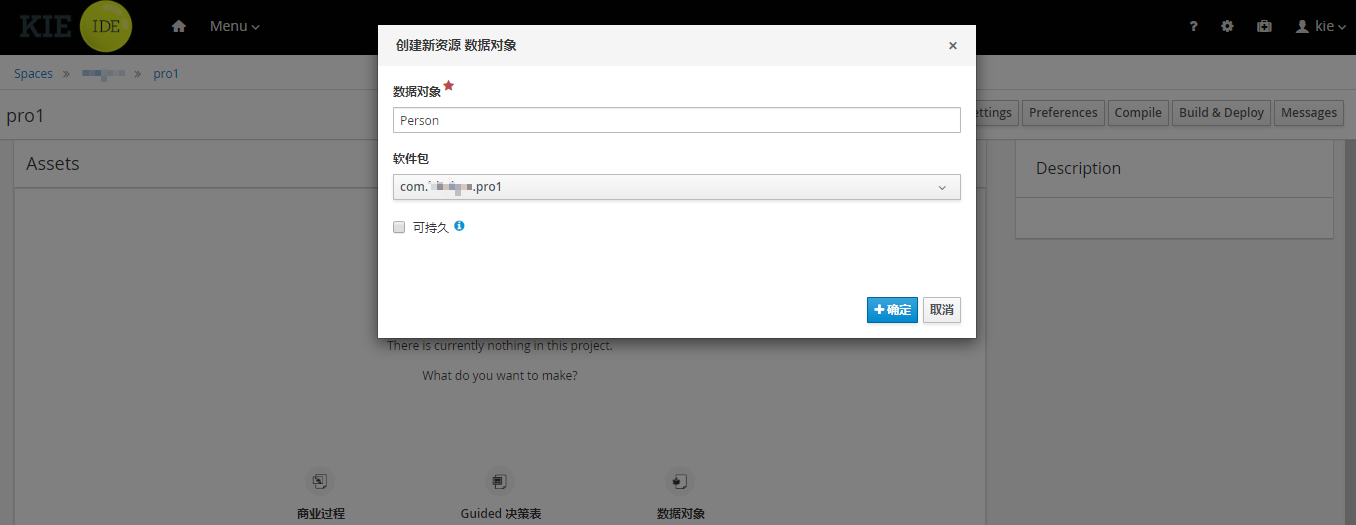 KIE IDE Menu ? kie
创建新资源 数据对象 ×
Spaces » » pro1
数据对象
pro1
ettings Preferences Compile Build & Deploy Messages
Person
Assets
软件包
Description
com. .pro1
可持久
确定 取消
There is currently nothing in this project.
What do you want to make?
商业过程 Guided 决策表 数据对象